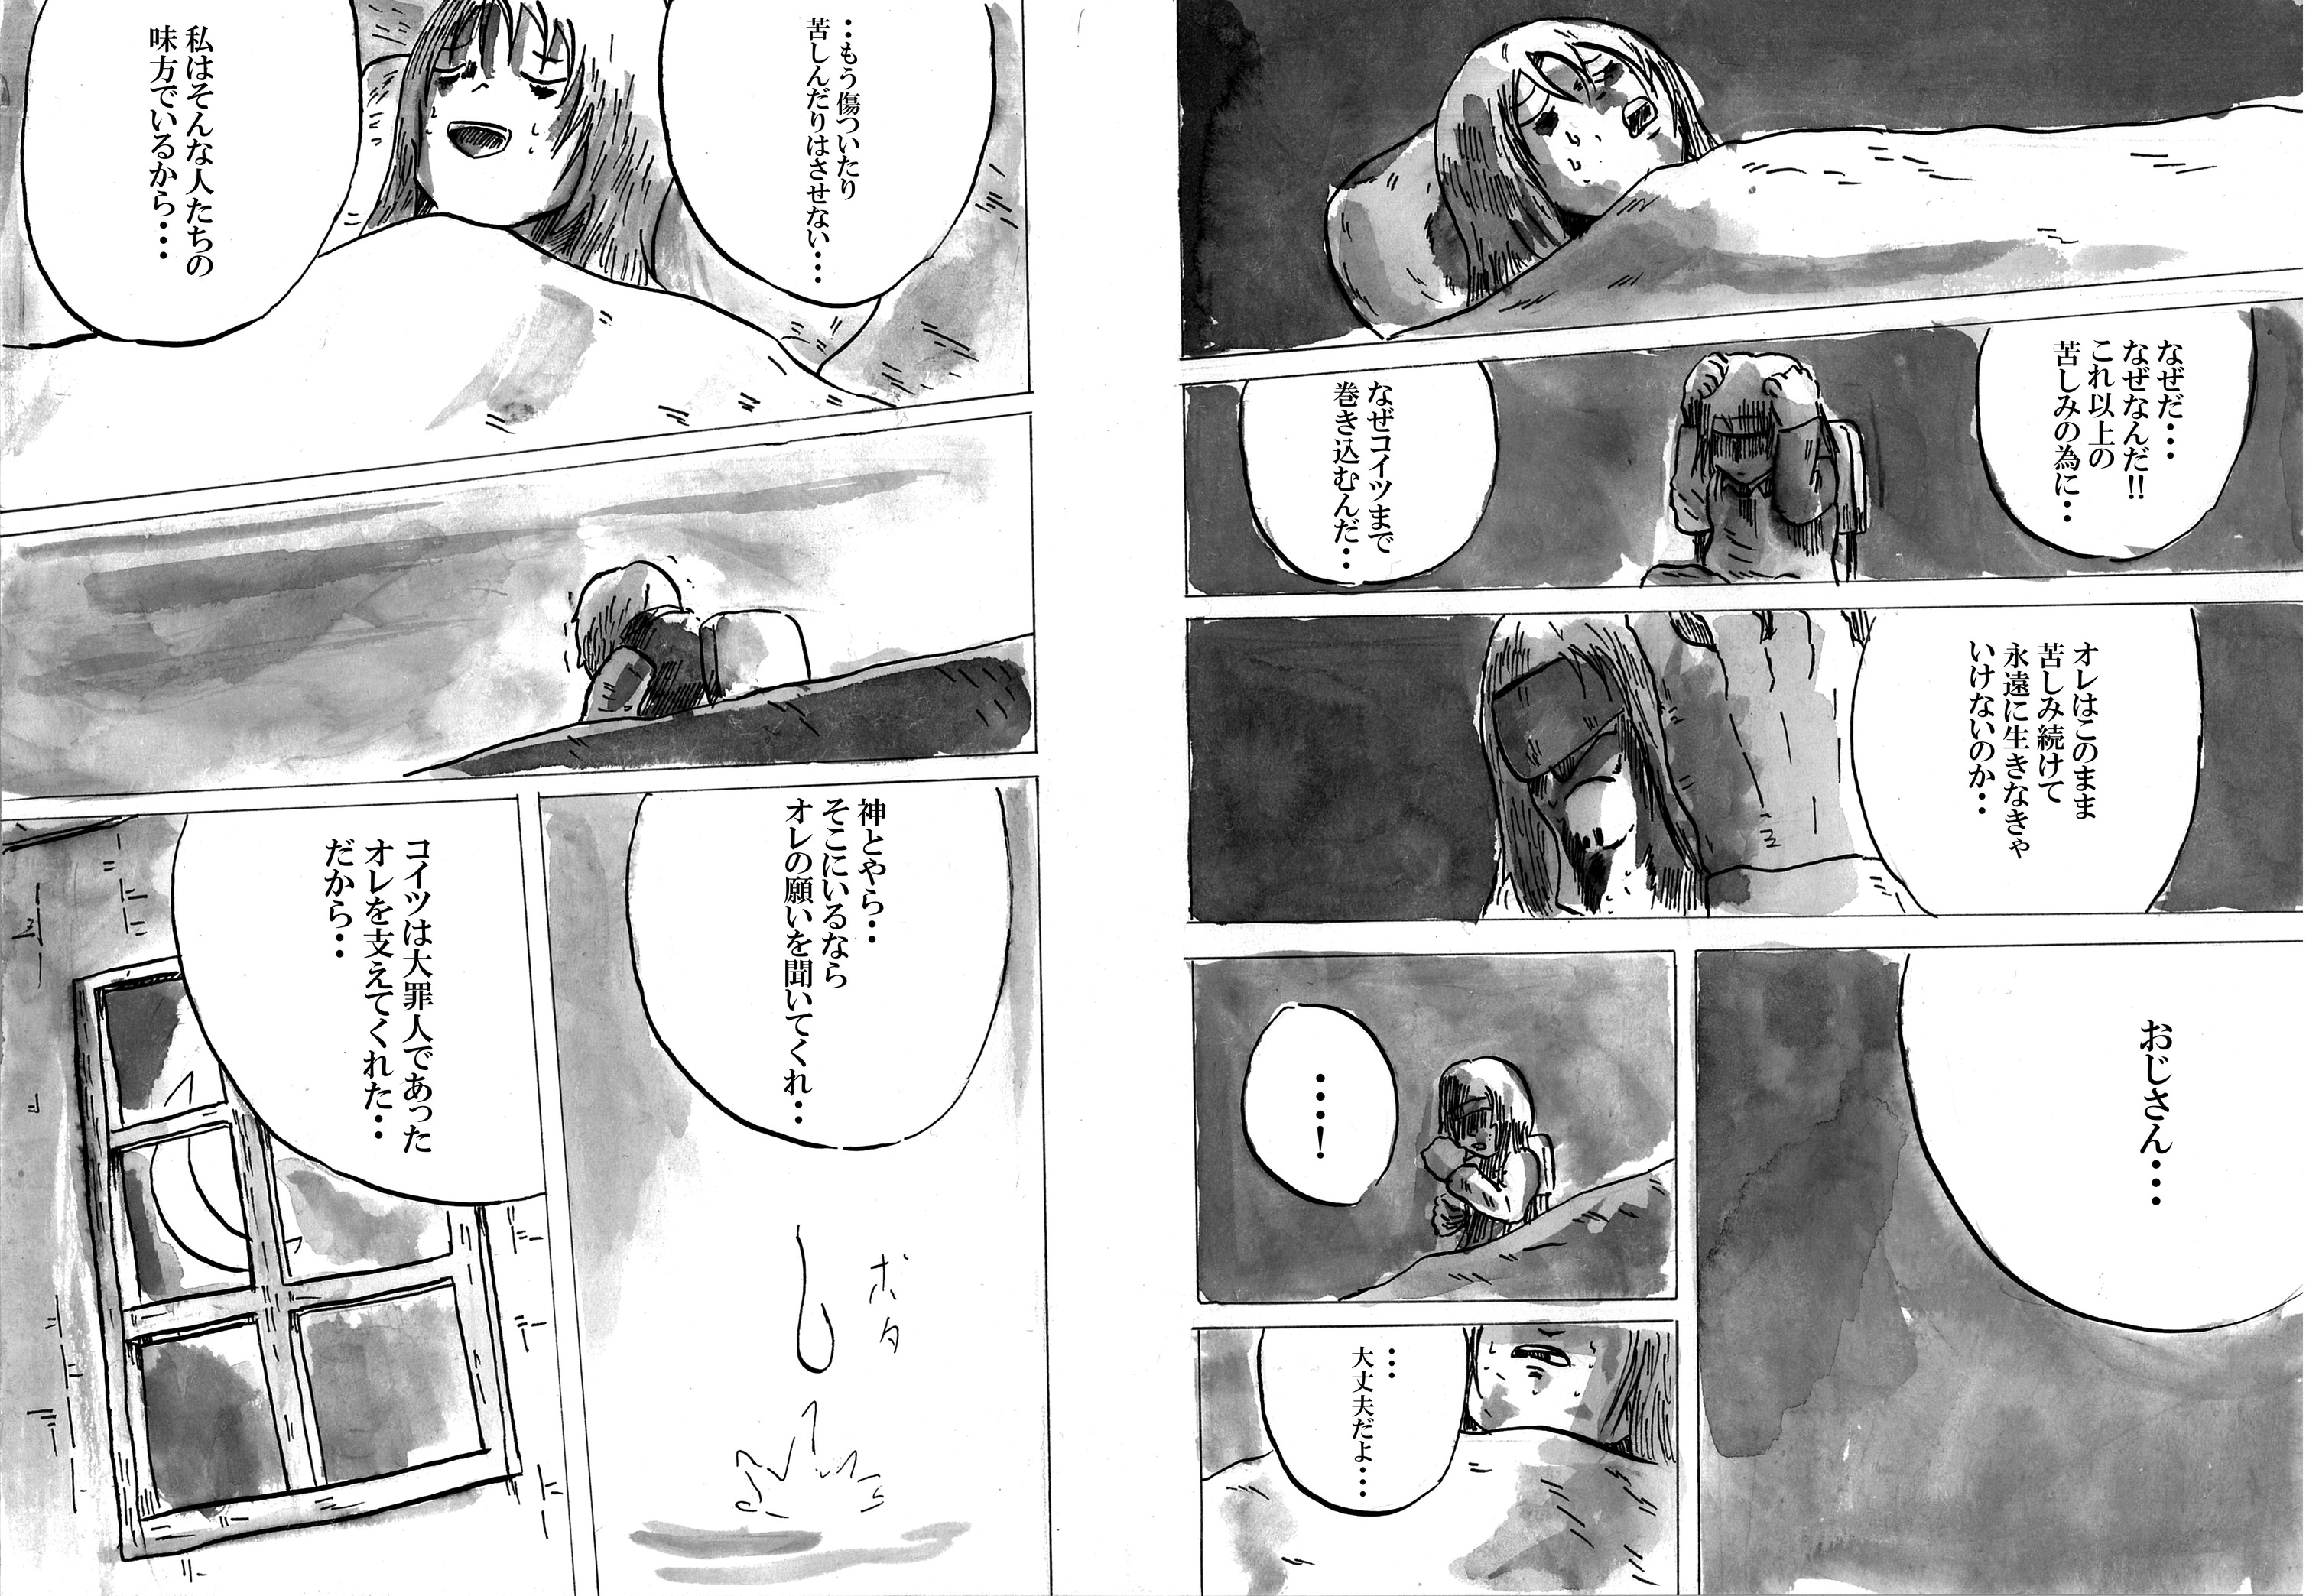 なぜだ・・・
なぜなんだ!!
これ以上の
苦しみの為に・・
なぜコイツまで
巻き込むんだ・・
オレはこのまま
苦しみ続けて
永遠に生きなきゃ
いけないのか・・
おじさん・・・
・・・!
・・・
大丈夫だよ・・・
・・もう傷ついたり
苦しんだりはさせない・・・
私はそんな人たちの
味方でいるから・・・
神とやら・・
そこにいるなら
オレの願いを聞いてくれ・・
ポタ
コイツは大罪人であった
オレを支えてくれた・・
だから・・